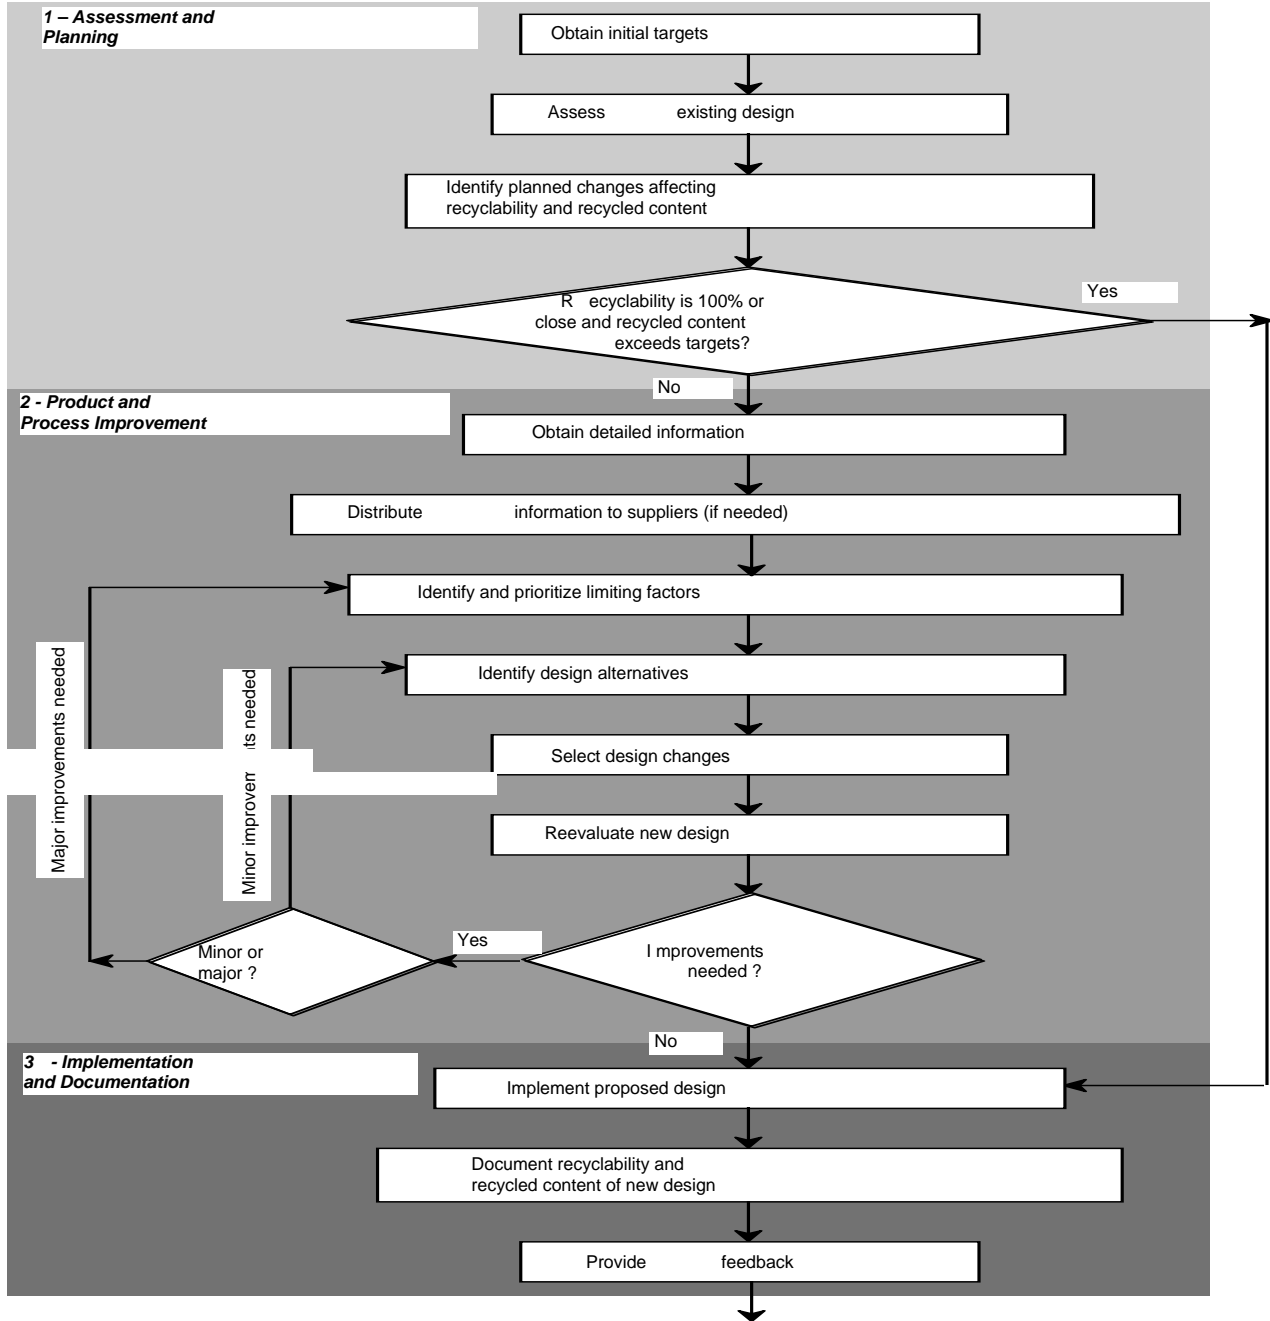 1 – Assessment and
Planning
Obtain initial targets
Assess existing design
Identify planned changes affecting
recyclability and recycled content
R ecyclability is 100% or
close and recycled content
exceeds targets?
Yes
No
2 - Product and
Process Improvement
Obtain detailed information
Distribute information to suppliers (if needed)
Identify and prioritize limiting factors
Identify design alternatives
Major improvements needed
Minor improvements needed
Select design changes
Reevaluate new design
Minor or
major ?
Yes
I mprovements
needed ?
No
3 - Implementation
and Documentation
Implement proposed design
Document recyclability and
recycled content of new design
Provide feedback